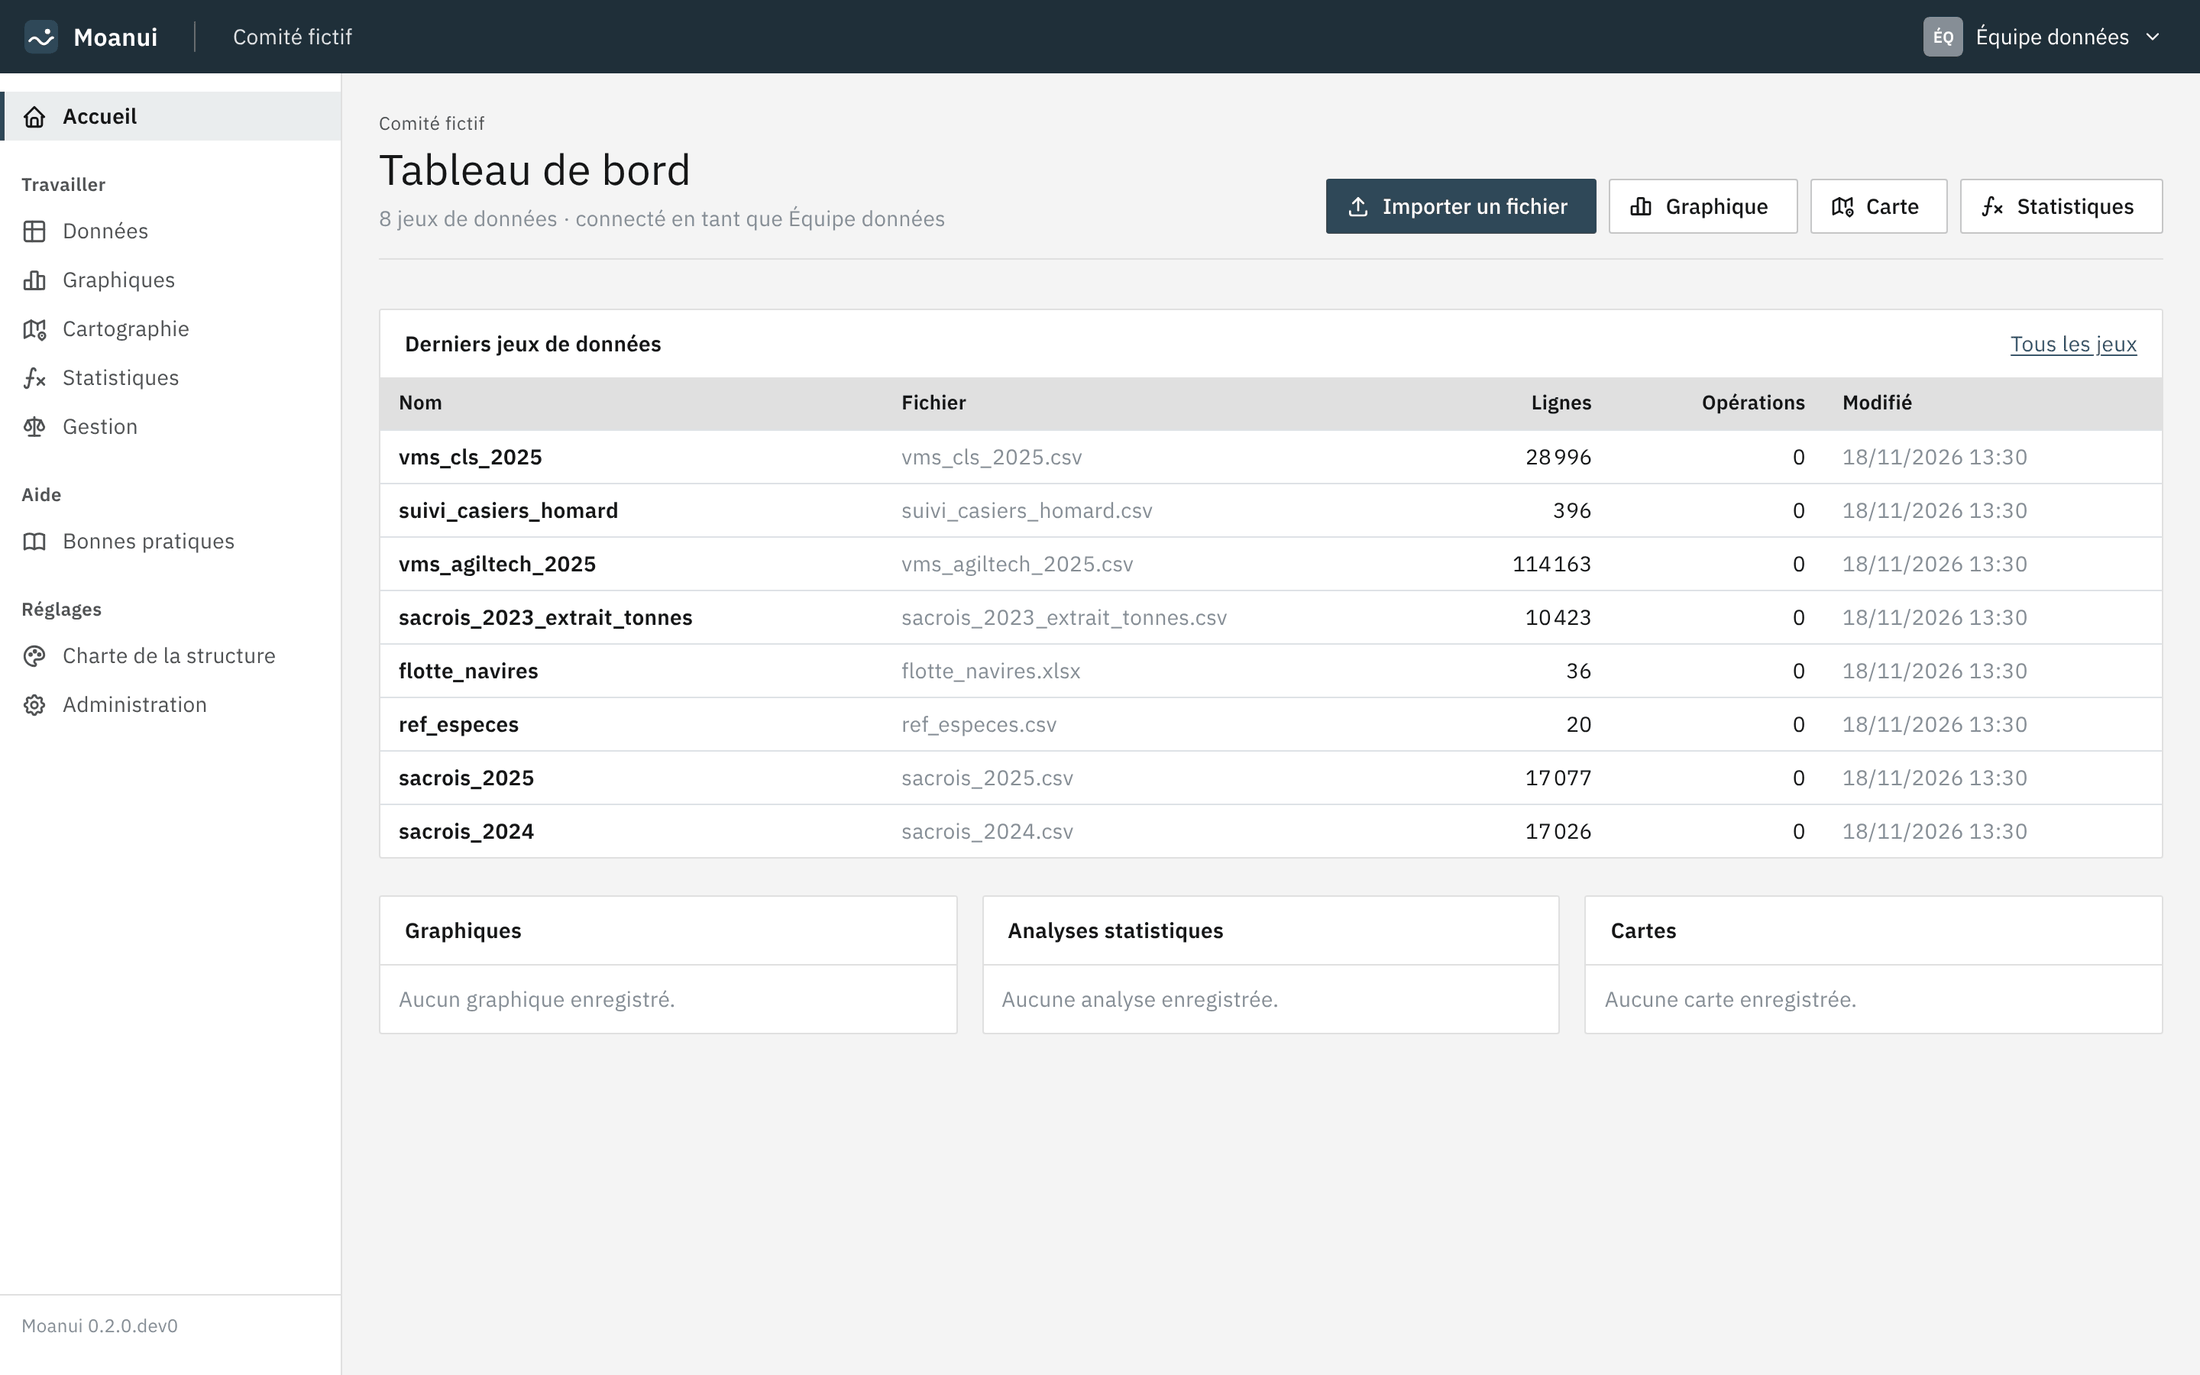 Moanui
Comité fictif
ÉQ Équipe données
Accueil
Travailler
Données
Graphiques
Cartographie
Statistiques
Gestion
Aide
Bonnes pratiques
Réglages
Charte de la structure
Administration
Moanui 0.2.0.dev0
Comité fictif
Tableau de bord
8 jeux de données · connecté en tant que Équipe données
Importer un fichier
Graphique
Carte
Statistiques
Derniers jeux de données
Tous les jeux
Nom Fichier Lignes Opérations Modifié
vms_cls_2025 vms_cls_2025.csv 28 996 0 18/11/2026 13:30
suivi_casiers_homard suivi_casiers_homard.csv 396 0 18/11/2026 13:30
vms_agiltech_2025 vms_agiltech_2025.csv 114 163 0 18/11/2026 13:30
sacrois_2023_extrait_tonnes sacrois_2023_extrait_tonnes.csv 10 423 0 18/11/2026 13:30
flotte_navires flotte_navires.xlsx 36 0 18/11/2026 13:30
ref_especes ref_especes.csv 20 0 18/11/2026 13:30
sacrois_2025 sacrois_2025.csv 17 077 0 18/11/2026 13:30
sacrois_2024 sacrois_2024.csv 17 026 0 18/11/2026 13:30
Graphiques
Aucun graphique enregistré.
Analyses statistiques
Aucune analyse enregistrée.
Cartes
Aucune carte enregistrée.